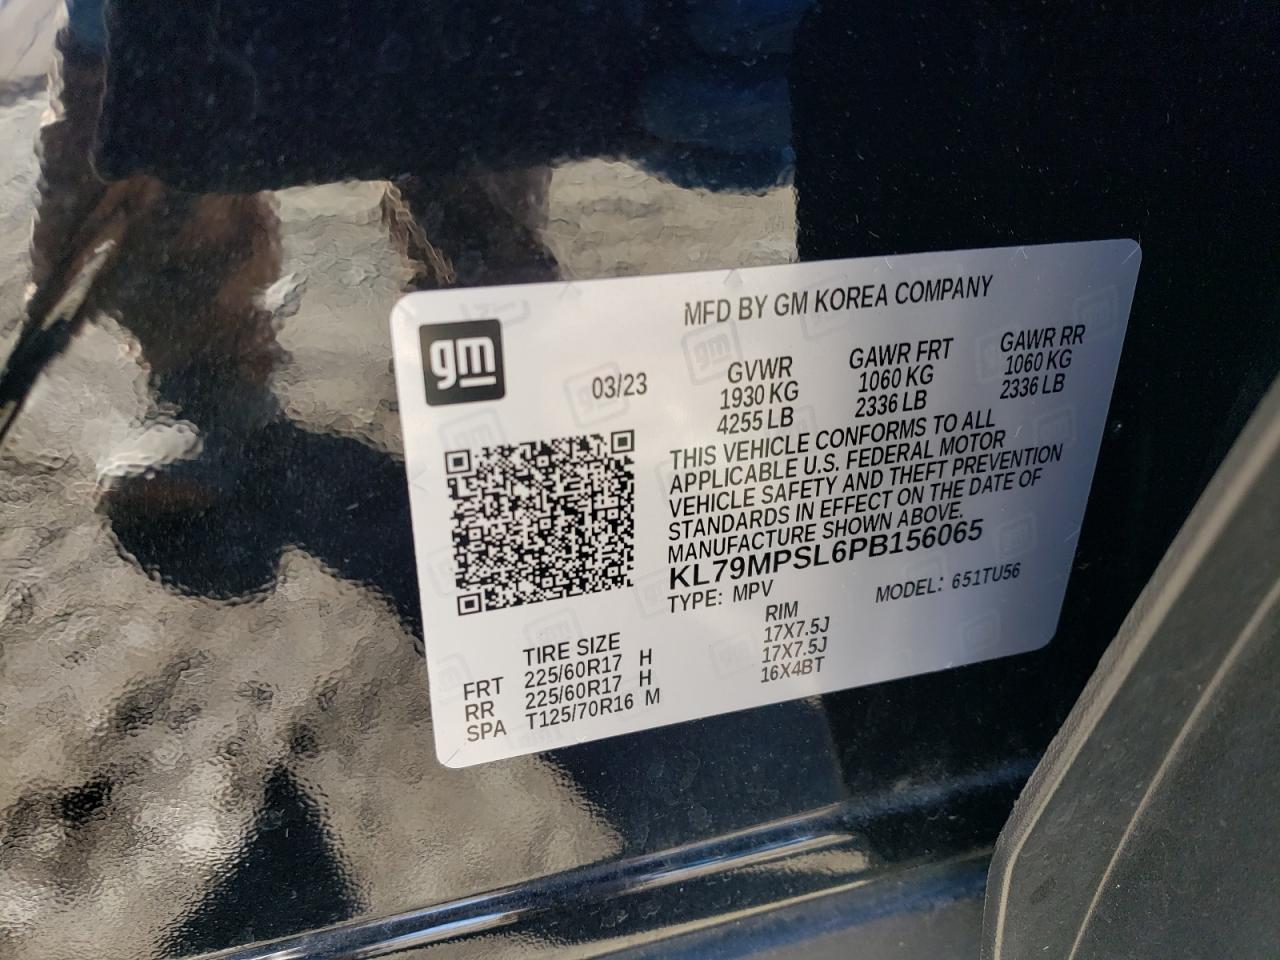 MFD BY GM KOREA COMPANY
gm
03/23
GVWR GAWR FRT GAWR RR
1930 KG 1060 KG 1060 KG
4255 LB 2336 LB 2336 LB
THIS VEHICLE CONFORMS TO ALL
APPLICABLE U.S. FEDERAL MOTOR
VEHICLE SAFETY AND THEFT PREVENTION
STANDARDS IN EFFECT ON THE DATE OF
MANUFACTURE SHOWN ABOVE.
KL79MPSL6PB156065
TYPE: MPV MODEL: 651TU56
TIRE SIZE RIM
FRT 225/60R17 H 17X7.5J
RR 225/60R17 H 17X7.5J
SPA T125/70R16 M 16X4BT